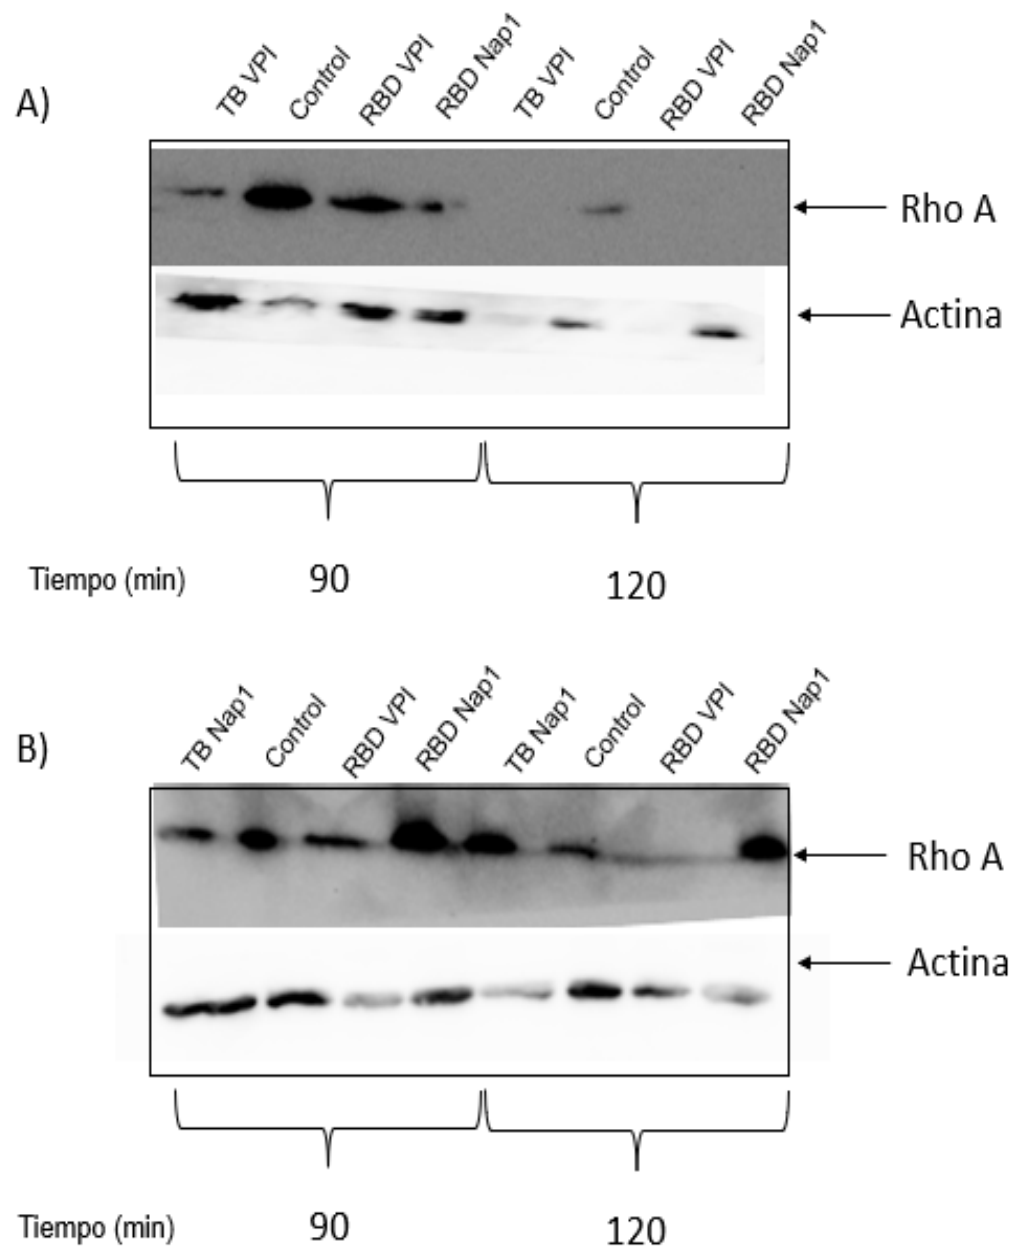 A)
TB VPI Control RBD VPI RBD Nap1 TB VPI Control RBD VPI RBD Nap1
Rho A
Actina
Tiempo (min) 90 120
B)
TB Nap1 Control RBD VPI RBD Nap1 TB Nap1 Control RBD VPI RBD Nap1
Rho A
Actina
Tiempo (min) 90 120